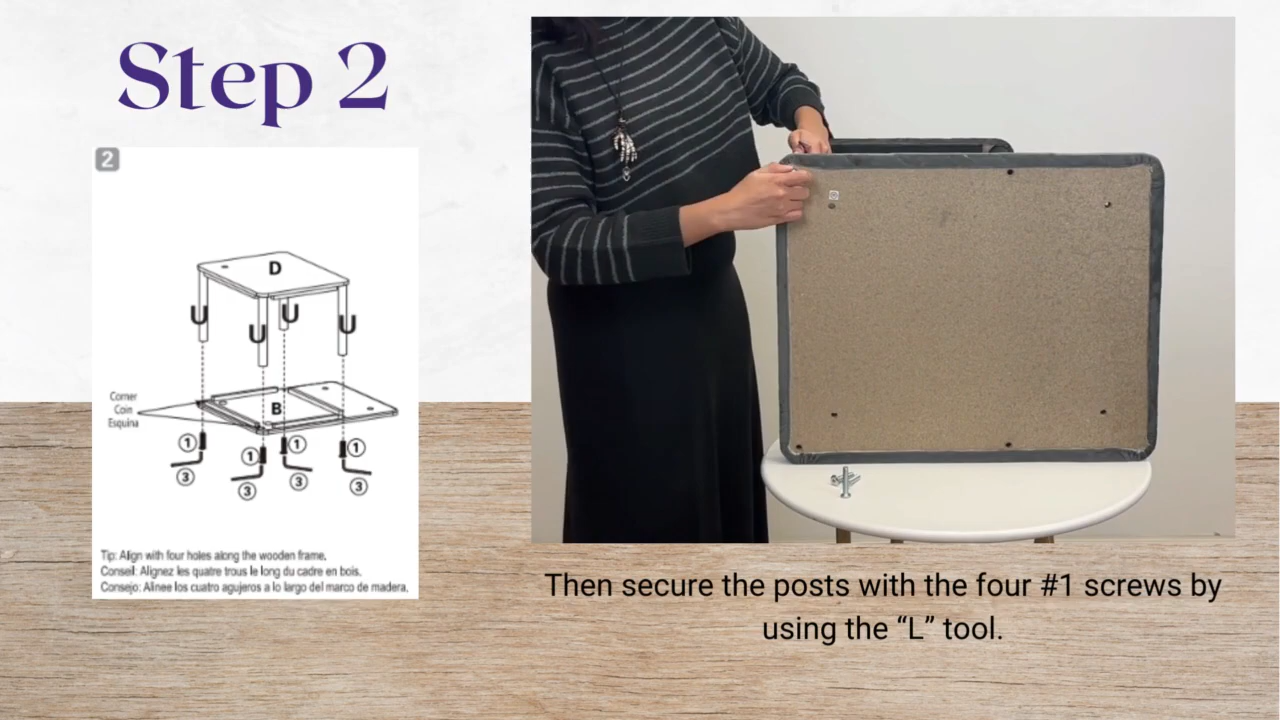 Step 2
2
D
Corner
Coin
Esquina
B
1
1
1
1
3
3
3
3
Tip: Align with four holes along the wooden frame.
Conseil: Alignez les quatre trous le long du cadre en bois.
Consejo: Alinee los cuatro agujeros a lo largo del marco de madera.
Then secure the posts with the four #1 screws by
using the “L” tool.